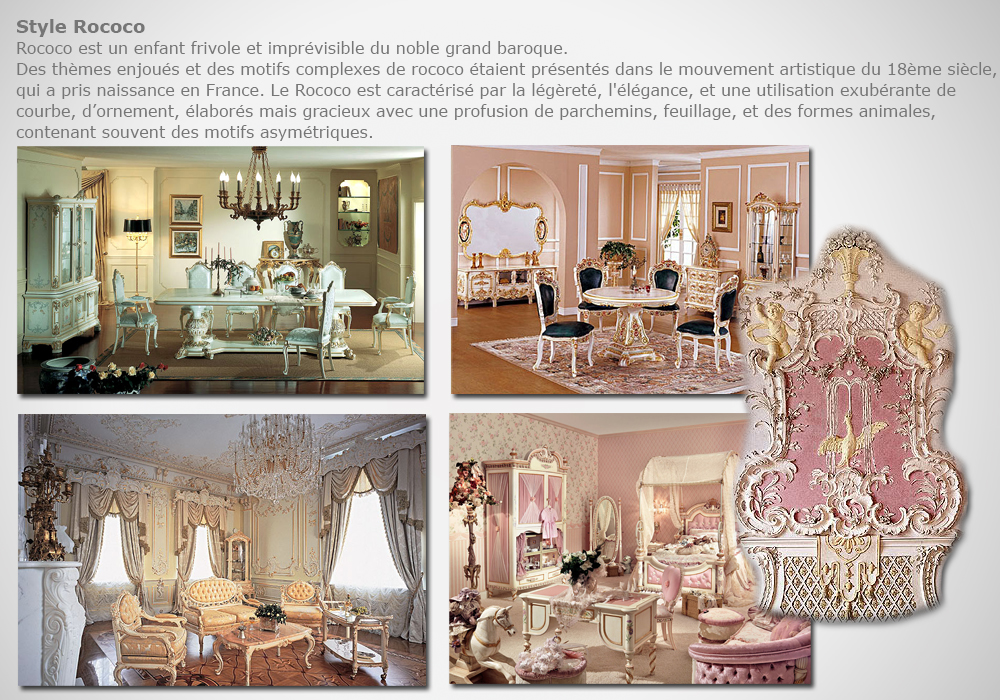 Style Rococo
Rococo est un enfant frivole et imprévisible du noble grand baroque.
Des thèmes enjoués et des motifs complexes de rococo étaient présentés dans le mouvement artistique du 18ème siècle,
qui a pris naissance en France. Le Rococo est caractérisé par la légèreté, l'élégance, et une utilisation exubérante de
courbe, d’ornement, élaborés mais gracieux avec une profusion de parchemins, feuillage, et des formes animales,
contenant souvent des motifs asymétriques.